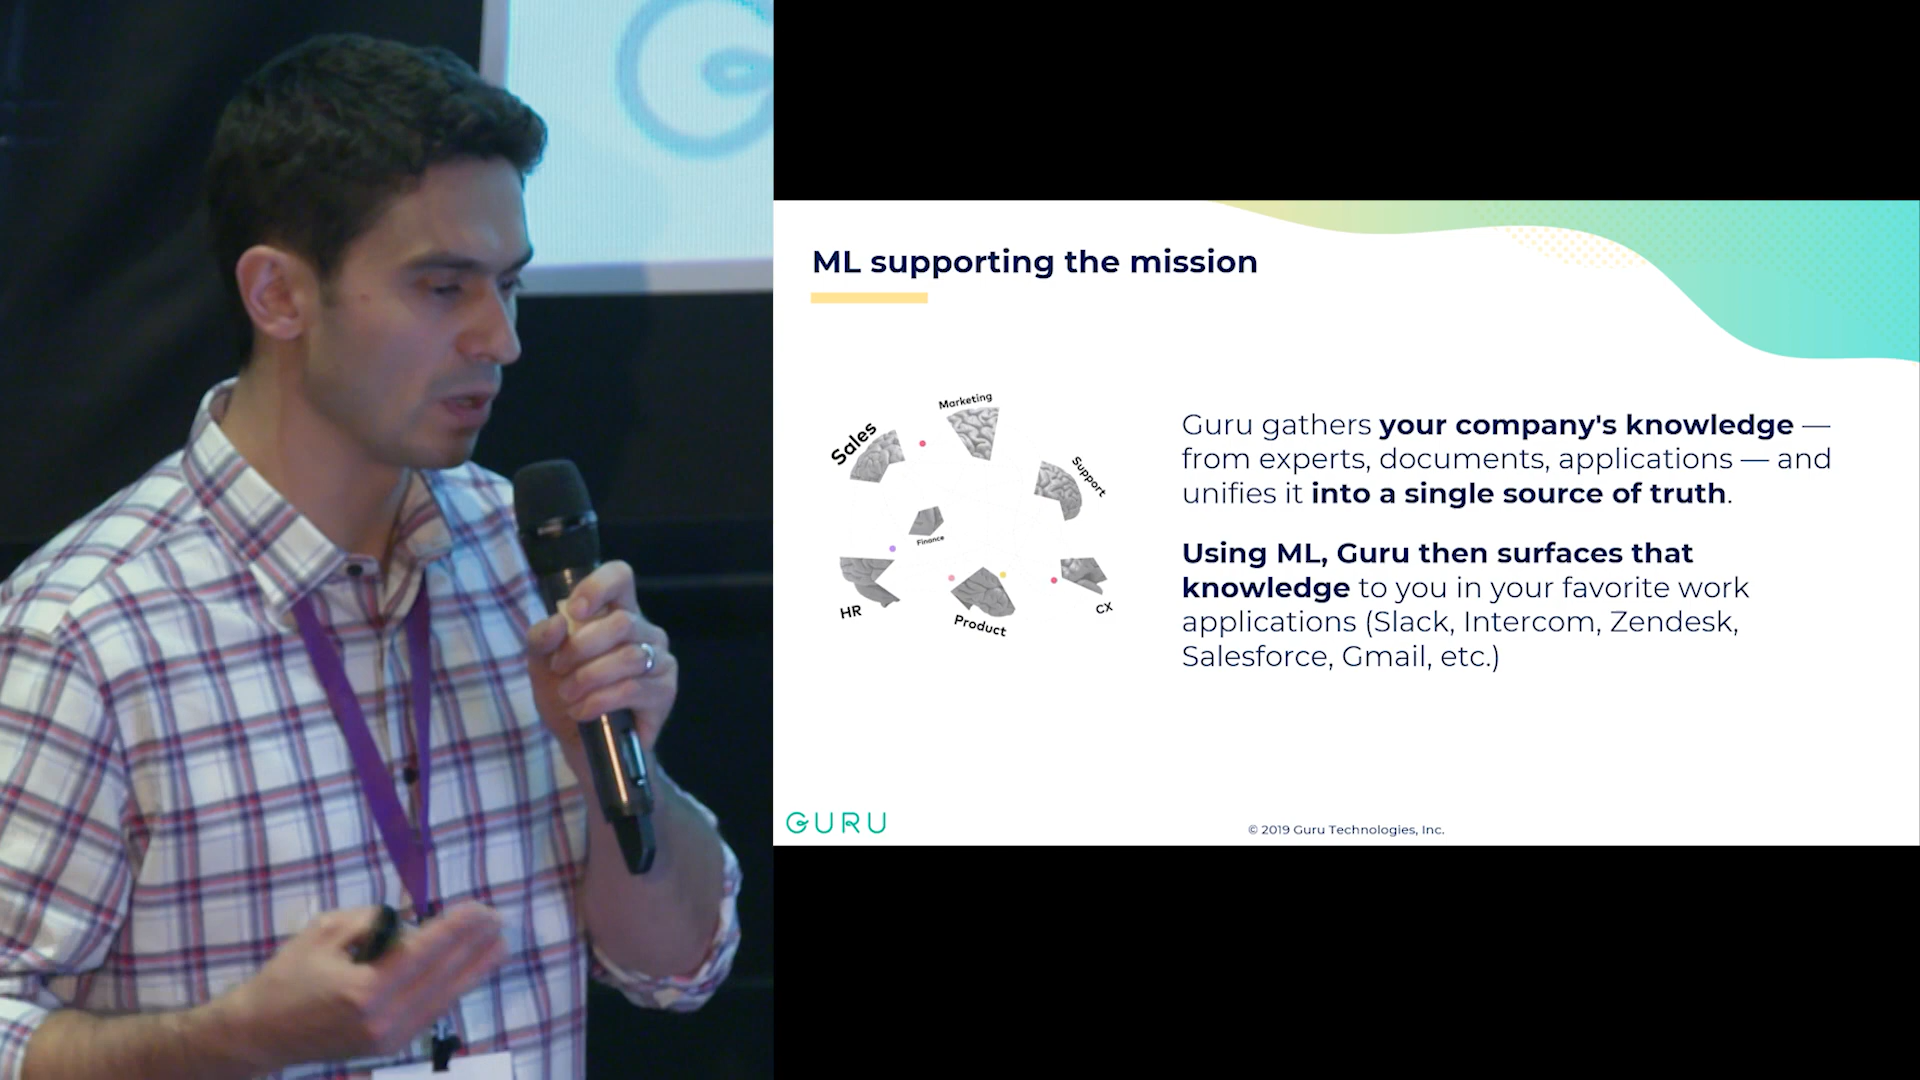 ML supporting the mission
Marketing
Sales
Support
Finance
HR
Product
CX
Guru gathers your company's knowledge —
from experts, documents, applications — and
unifies it into a single source of truth.
Using ML, Guru then surfaces that
knowledge to you in your favorite work
applications (Slack, Intercom, Zendesk,
Salesforce, Gmail, etc.)
GURU
© 2019 Guru Technologies, Inc.